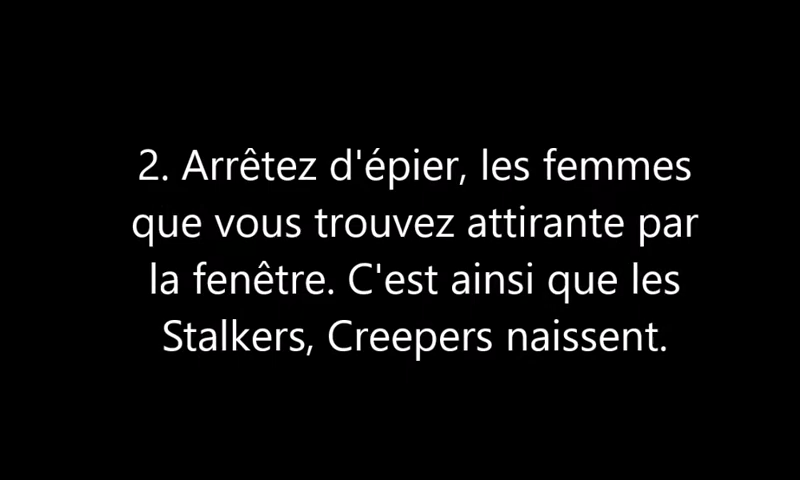 2. Arrêtez d'épier, les femmes
que vous trouvez attirante par
la fenêtre. C'est ainsi que les
Stalkers, Creepers naissent.